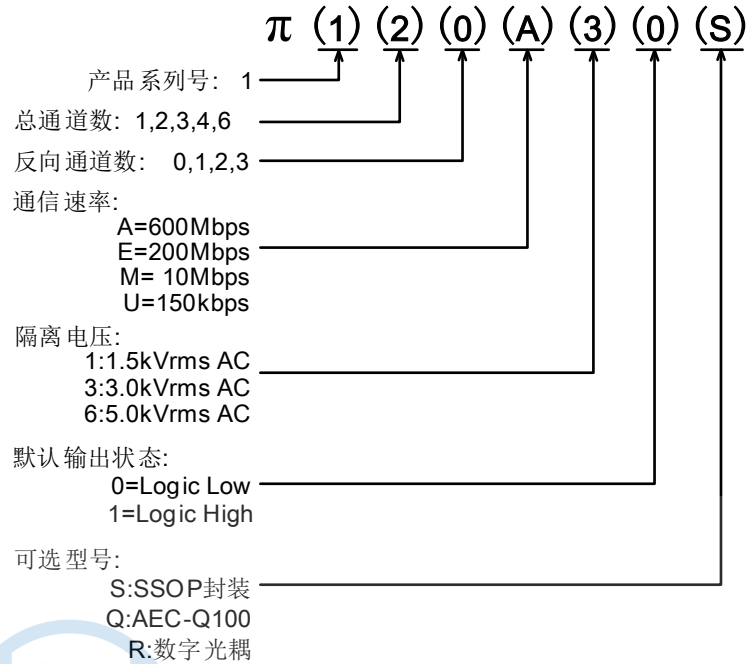 π (1) (2) (0) (A) (3) (0) (S)
产品系列号: 1
总通道数: 1,2,3,4,6
反向通道数: 0,1,2,3
通信速率:
A=600Mbps
E=200Mbps
M= 10Mbps
U=150kbps
隔离电压:
1:1.5kVrms AC
3:3.0kVrms AC
6:5.0kVrms AC
默认输出状态:
0=Logic Low
1=Logic High
可选型号:
S:SSOP封装
Q:AEC-Q100
R:数字光耦